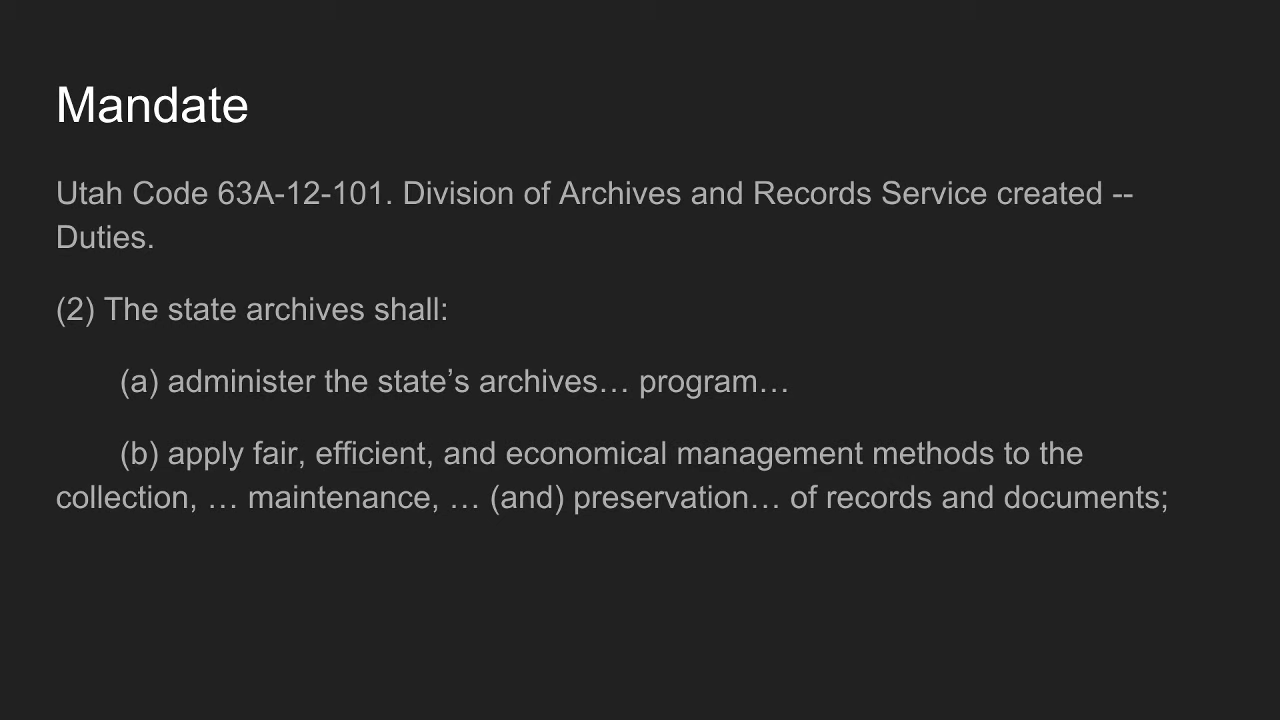 Mandate
Utah Code 63A-12-101. Division of Archives and Records Service created --
Duties.
(2) The state archives shall:
(a) administer the state’s archives… program…
(b) apply fair, efficient, and economical management methods to the
collection, … maintenance, … (and) preservation… of records and documents;